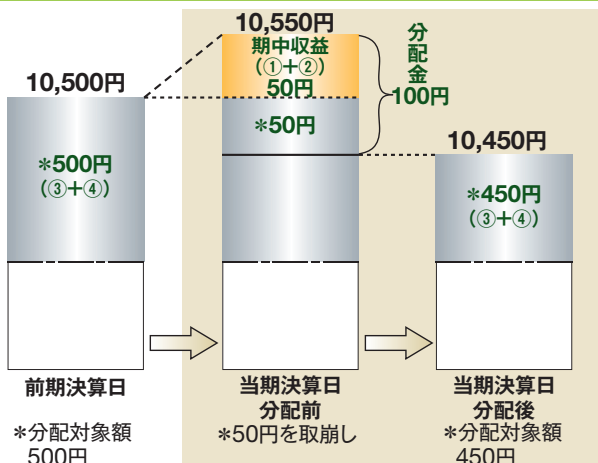 10,500円
*500円
(③+④)
前期決算日
*分配対象額
500円
10,550円
期中収益
(①+②)
50円
*50円
分配金
100円
当期決算日
分配前
*50円を取崩し
10,450円
*450円
(③+④)
当期決算日
分配後
*分配対象額
450円